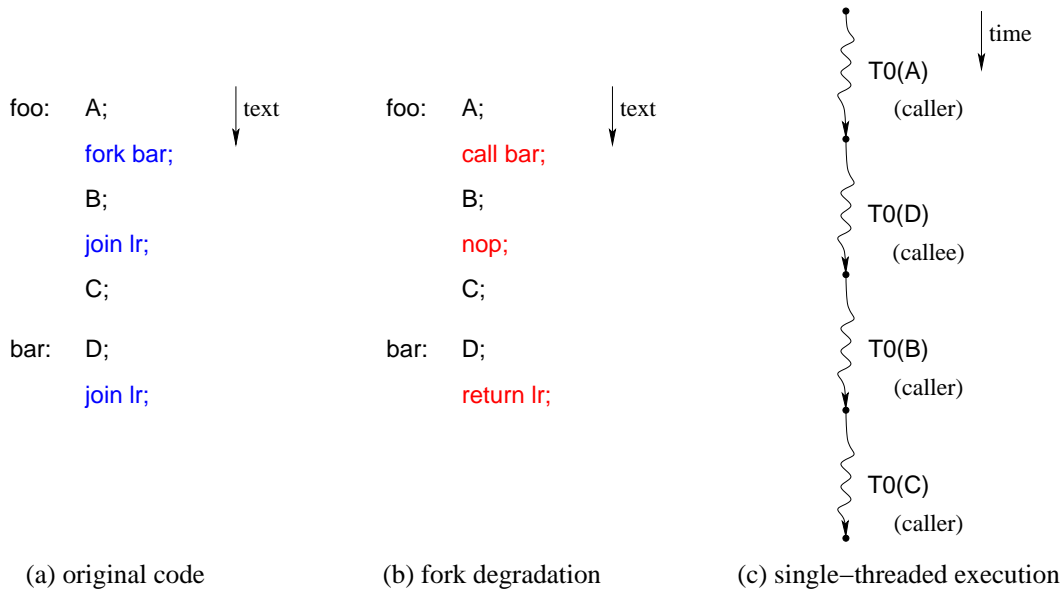 foo: A;
fork bar;
B;
join lr;
C;
bar: D;
join lr;
text
(a) original code
foo: A;
call bar;
B;
nop;
C;
bar: D;
return lr;
text
(b) fork degradation
time
T0(A)
(caller)
T0(D)
(callee)
T0(B)
(caller)
T0(C)
(caller)
(c) single−threaded execution